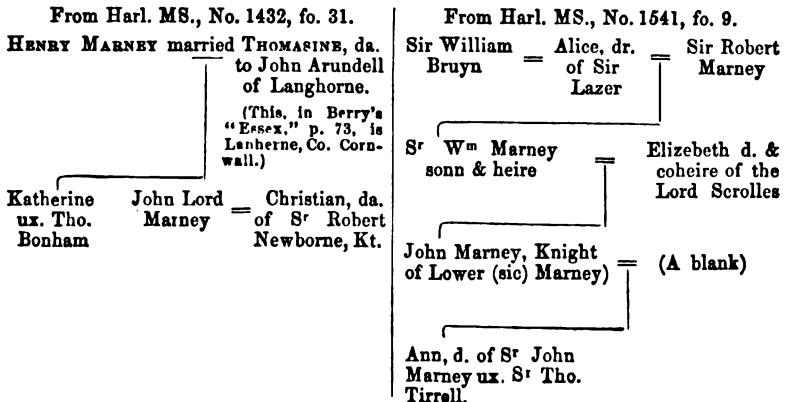 From Harl. MS., No. 1432, fo. 31.
HENRY MARNEY married THOMASINE, da.
to John Arundell
of Langhorne.
(This, in Berry's
"Essex," p. 73, is
Lanherne, Co. Corn-
wall.)
Katherine
ux. Tho.
Bonham
John Lord
Marney
=
Christian, da.
of Sr Robert
Newborne, Kt.
From Harl. MS., No. 1541, fo. 9.
Sir William
Bruyn
=
Alice, dr.
of Sir
Lazer
=
Sir Robert
Marney
Sr Wm Marney
sonn & heire
=
Elizebeth d. &
coheire of the
Lord Scrolles
John Marney, Knight
of Lower (sic) Marney)
=
(A blank)
Ann, d. of Sr John
Marney ux. Sr Tho.
Tirrell.